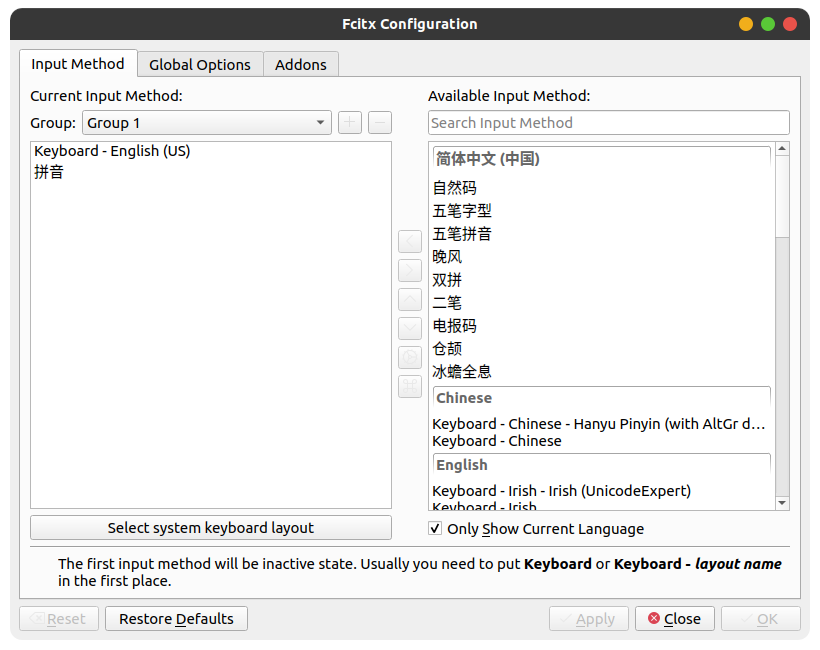 Fcitx Configuration
Input Method
Global Options
Addons
Current Input Method:
Group: Group 1
Keyboard - English (US)
拼音
Select system keyboard layout
Available Input Method:
Search Input Method
简体中文 (中国)
自然码
五笔字型
五笔拼音
晚风
双拼
二笔
电报码
仓颉
冰蟾全息
Chinese
Keyboard - Chinese - Hanyu Pinyin (with AltGr d…
Keyboard - Chinese
English
Keyboard - Irish - Irish (UnicodeExpert)
Keyboard - Irish
Only Show Current Language
The first input method will be inactive state. Usually you need to put Keyboard or Keyboard - layout name
in the first place.
Reset
Restore Defaults
Apply
Close
OK